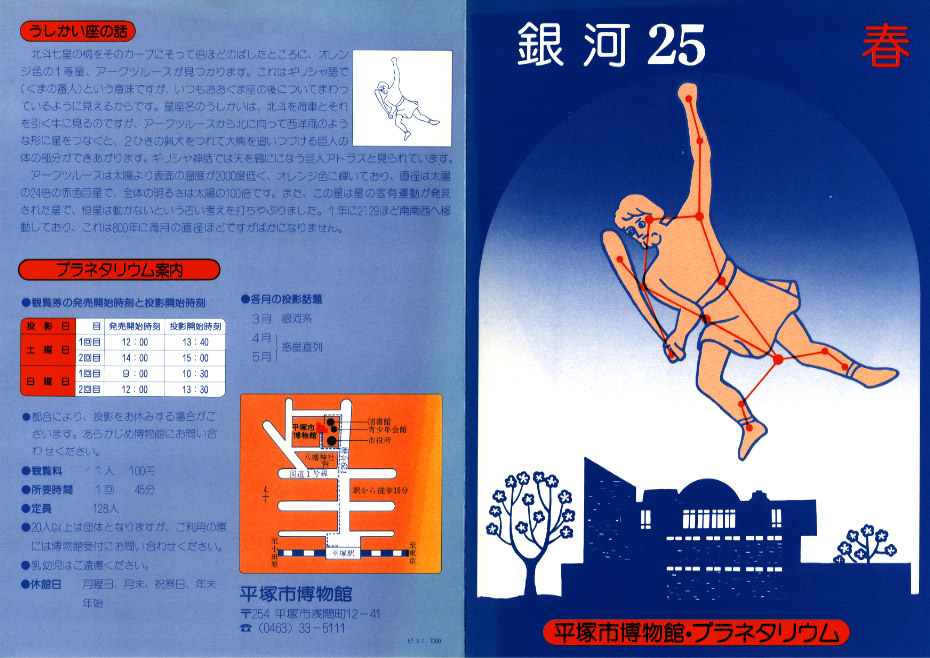 うしかい座の話
北斗七星の柄をそのカーブにそって倍ほどのばしたところに、オレン
ジ色の1等星、アークツルースが見つかります。これはギリシャ語で
(くまの番人)という意味ですが、いつもおおぐま座の後についてまわっ
ているように見えるからです。星座名のうしかいは、北斗を荷車とそれ
を引く牛に見るのですが、アークツルースから北に向って西洋凧のよう
な形に星をつなぐと、2ひきの猟犬をつれて大熊を追いつづける巨人の
体の部分ができあがります。ギリシャ神話では天を肩にになう巨人アトラスと見られています。
アークツルースは太陽より表面の温度が2000度低く、オレンジ色に輝いており、直径は太陽
の24倍の赤色巨星で、全体の明るさは太陽の100倍です。また、この星は星の固有運動が発見
された星で、恒星は動かないという古い考えを打ちやぶりました。1年に2."29ほど南南西へ移
動しており、これは800年に満月の直径ほどですがばかになりません。
プラネタリウム案内
●観覧券の発売開始時刻と投影開始時刻
投影日 回 発売開始時刻 投影開始時刻
土曜日 1回目 12:00 13:40
2回目 14:00 15:00
日曜日 1回目 9:00 10:30
2回目 12:00 13:30
●都合により、投影をお休みする場合がご
ざいます。あらかじめ博物館にお問い合
わせください。
●観覧料 1人 100円
●所要時間 1回 45分
●定員 128人
●20人以上は団体となりますが、ご利用の際
には博物館受付にお問い合わせください。
●乳幼児はご遠慮ください。
●休館日 月曜日、月末、祝祭日、年末
年始
●各月の投影話題
3月 銀河系
4月
5月 惑星直列
平塚市
博物館
図書館
青少年会館
市役所
八幡神社
国道1号線
129号線
駅から徒歩15分
至小田原
平塚駅
至東京
平塚市博物館
〒254 平塚市浅間町12-41
☎ (0463) 33-5111
57.3.1. 7000
銀河 25
春
平塚市博物館・プラネタリウム